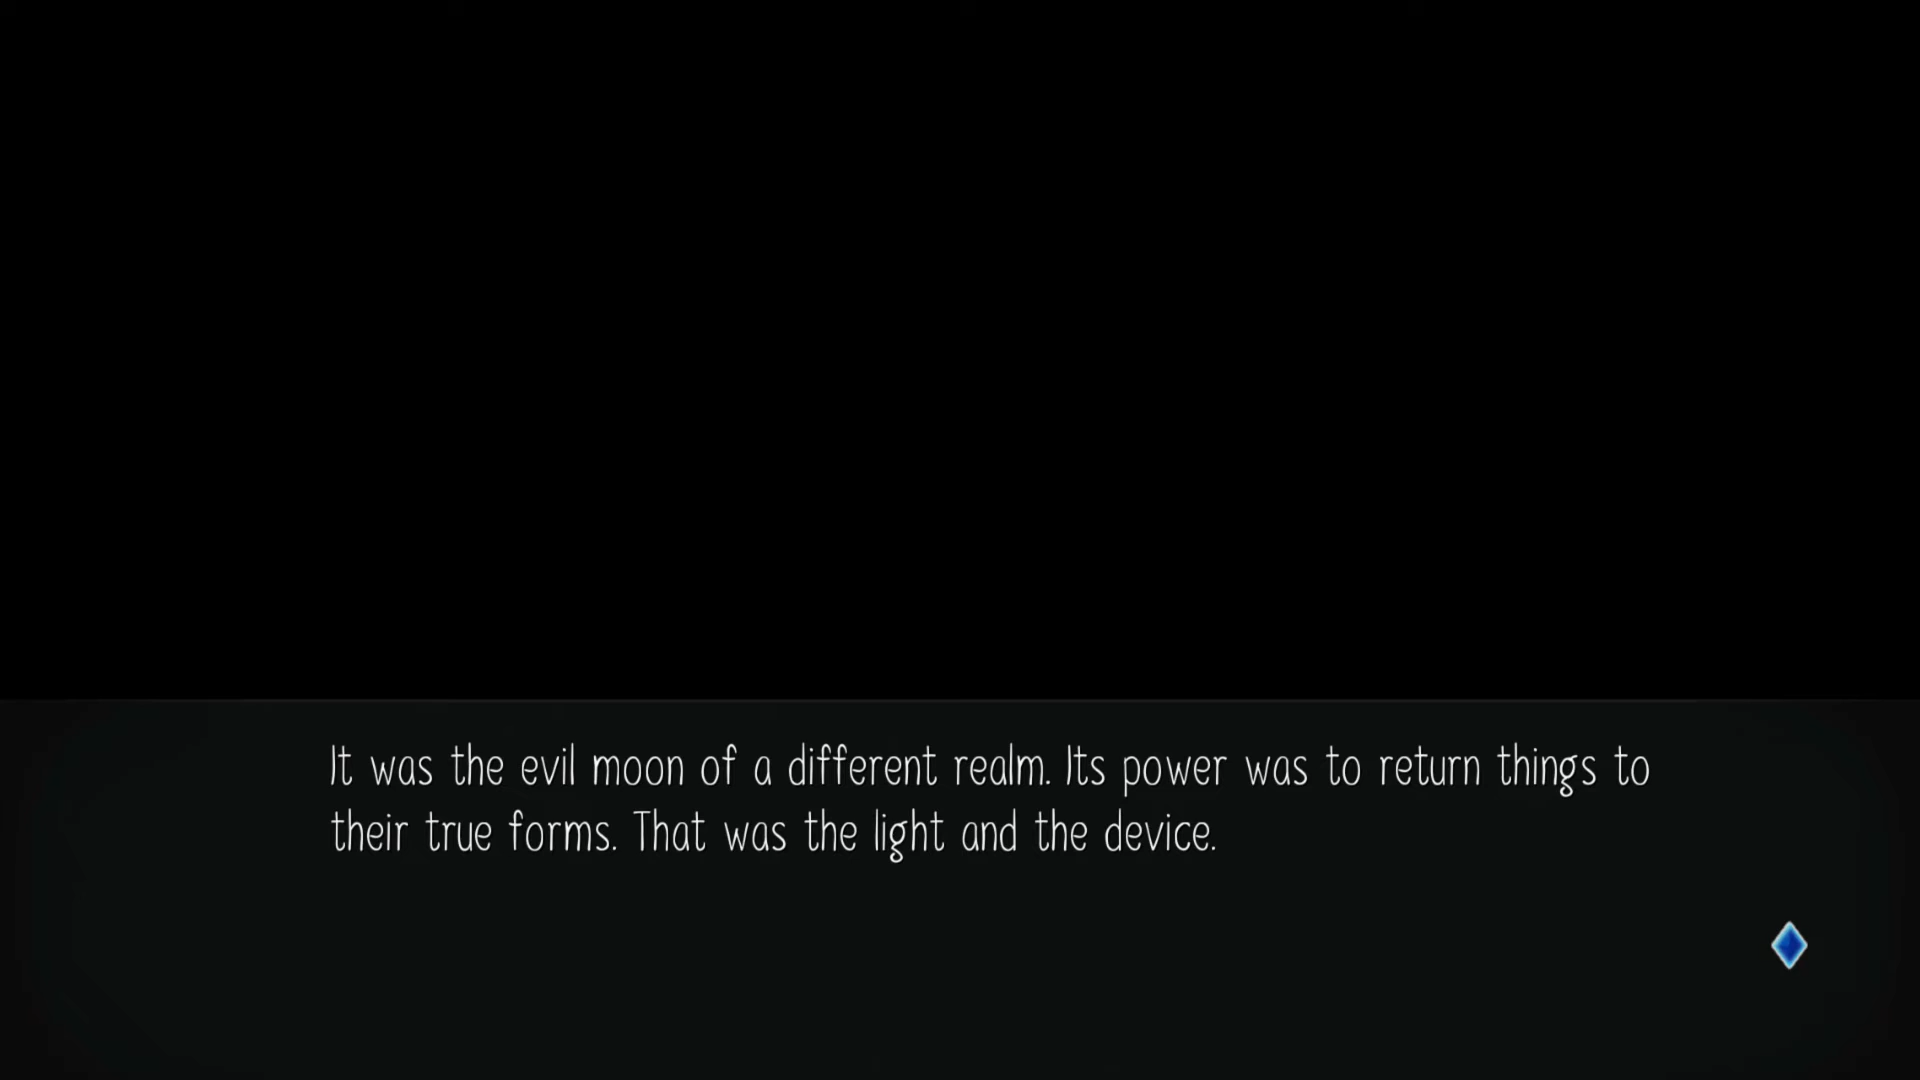 It was the evil moon of a different realm. Its power was to return things to
their true forms. That was the light and the device.